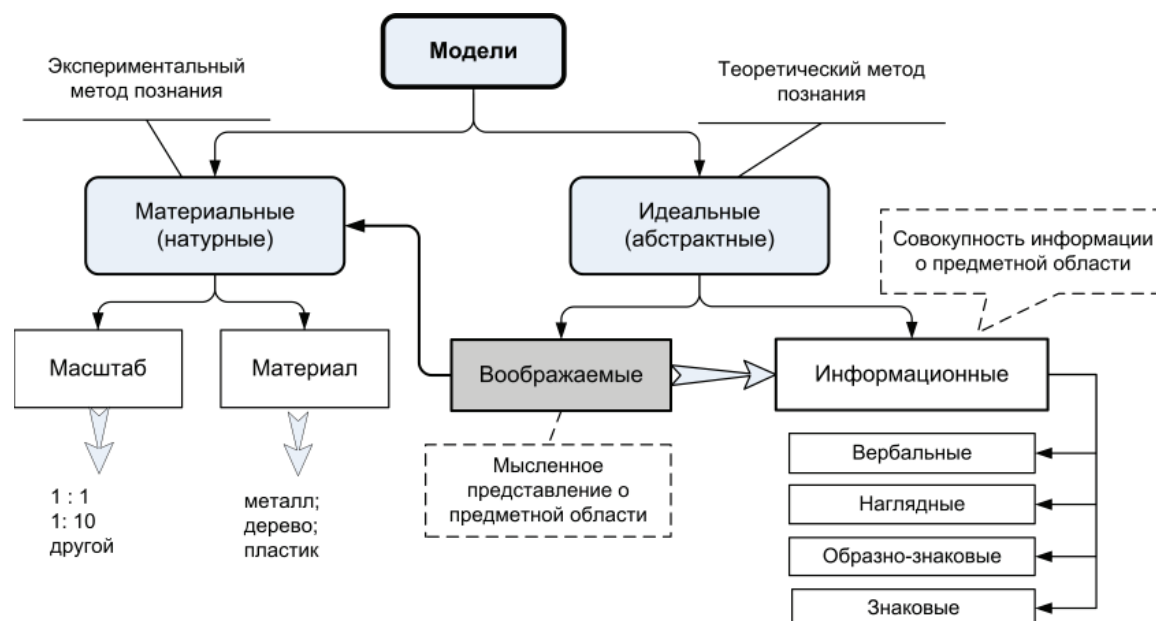 Модели
Экспериментальный
метод познания
Теоретический метод
познания
Материальные
(натурные)
Идеальные
(абстрактные)
Совокупность информации
о предметной области
Масштаб
Материал
Воображаемые
Информационные
1 : 1
1: 10
другой
металл;
дерево;
пластик
Мысленное
представление о
предметной области
Вербальные
Наглядные
Образно-знаковые
Знаковые